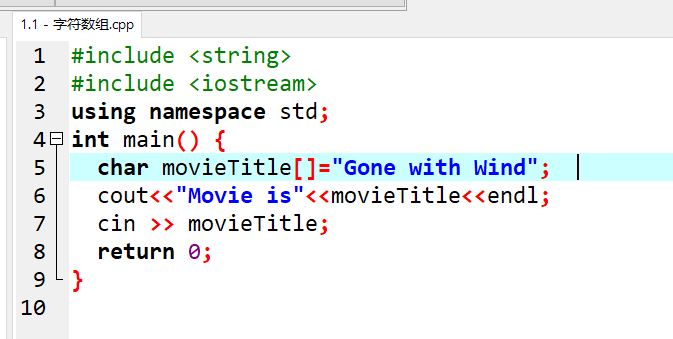 1.1 - 字符数组.cpp
1 #include <string>
2 #include <iostream>
3 using namespace std;
4 int main() {
5   char movieTitle[]="Gone with Wind";
6   cout<<"Movie is"<<movieTitle<<endl;
7   cin >> movieTitle;
8   return 0;
9 }
10